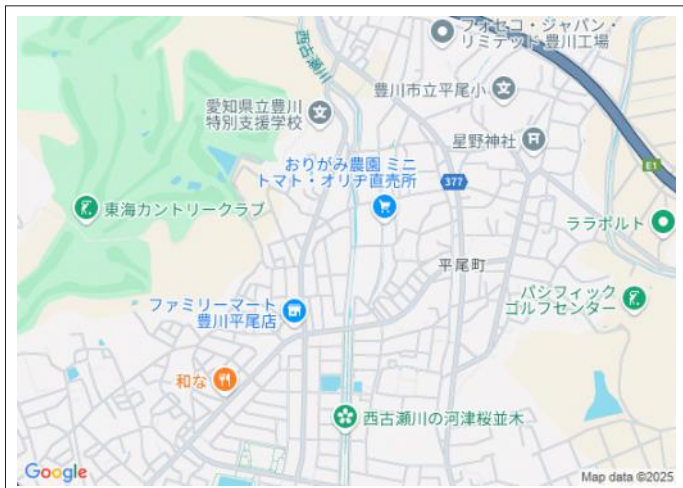 フォセコ・ジャパン・
リミテッド 豊川工場
西古瀬川
豊川市立平尾小
愛知県立豊川
特別支援学校
星野神社
おりがみ農園 ミニ
トマト・オリヂ直売所
377
E1
東海カントリークラブ
ララポルト
平尾町
パシフィック
ゴルフセンター
ファミリーマート
豊川平尾店
和な
西古瀬川の河津桜並木
Google
Map data ©2025